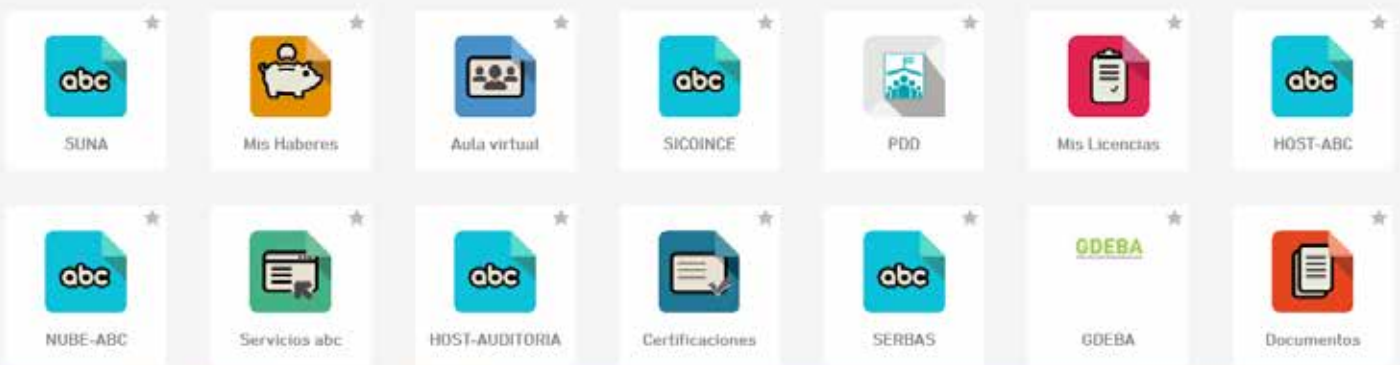 abc
abc
abc
SUNA
Mis Haberes
Aula virtual
SICOINCE
PDD
Mis Licencias
HOST-ABC
abc
abc
abc
GDEBA
NUBE-ABC
Servicios abc
HOST-AUDITORIA
Certificaciones
SERBAS
GDEBA
Documentos